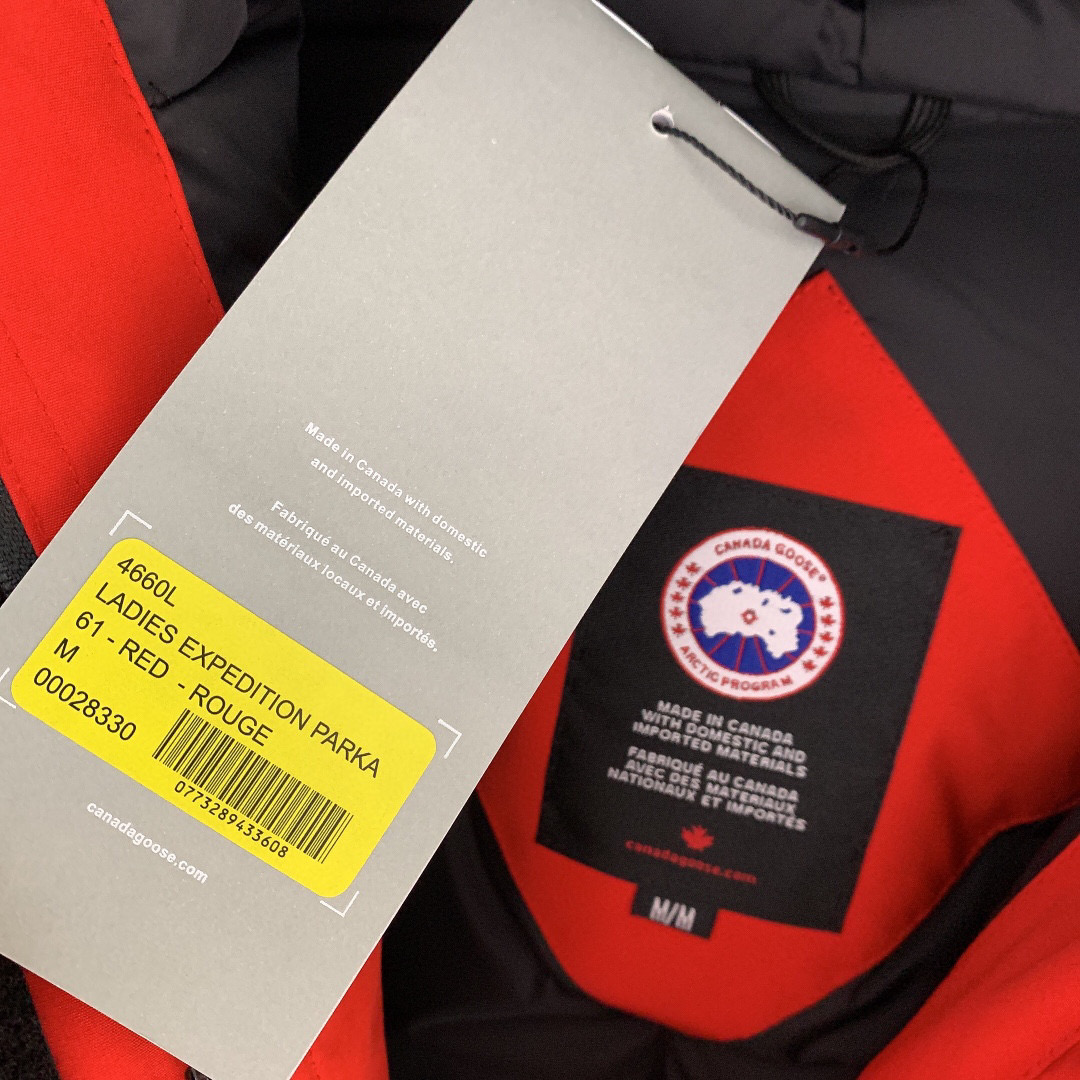 Made in Canada with domestic
and imported materials.
Fabriqué au Canada avec
des matériaux locaux et importés.
4660L
LADIES EXPEDITION PARKA
61 - RED - ROUGE
M
00028330
0773289433608
canadagoose.com
CANADA GOOSE®
ARCTIC PROGRAM
MADE IN CANADA
WITH DOMESTIC AND
IMPORTED MATERIALS
FABRIQUÉ AU CANADA
AVEC DES MATERIAUX
NATIONAUX ET IMPORTÉS
canadagoose.com
M/M